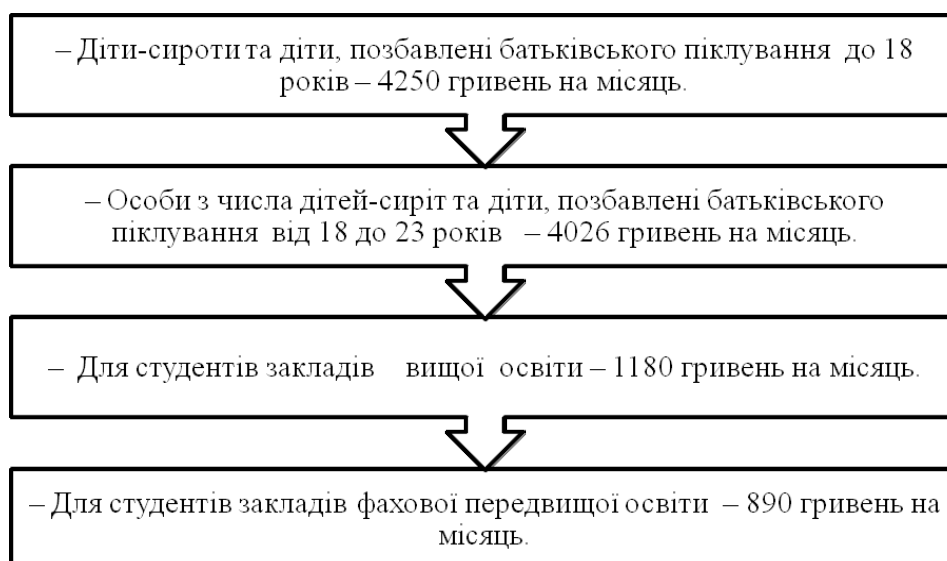 – Діти-сироти та діти, позбавлені батьківського піклування до 18
років – 4250 гривень на місяць.
– Особи з числа дітей-сиріт та діти, позбавлені батьківського
піклування від 18 до 23 років – 4026 гривень на місяць.
– Для студентів закладів вищої освіти – 1180 гривень на місяць.
– Для студентів закладів фахової передвищої освіти – 890 гривень на
місяць.